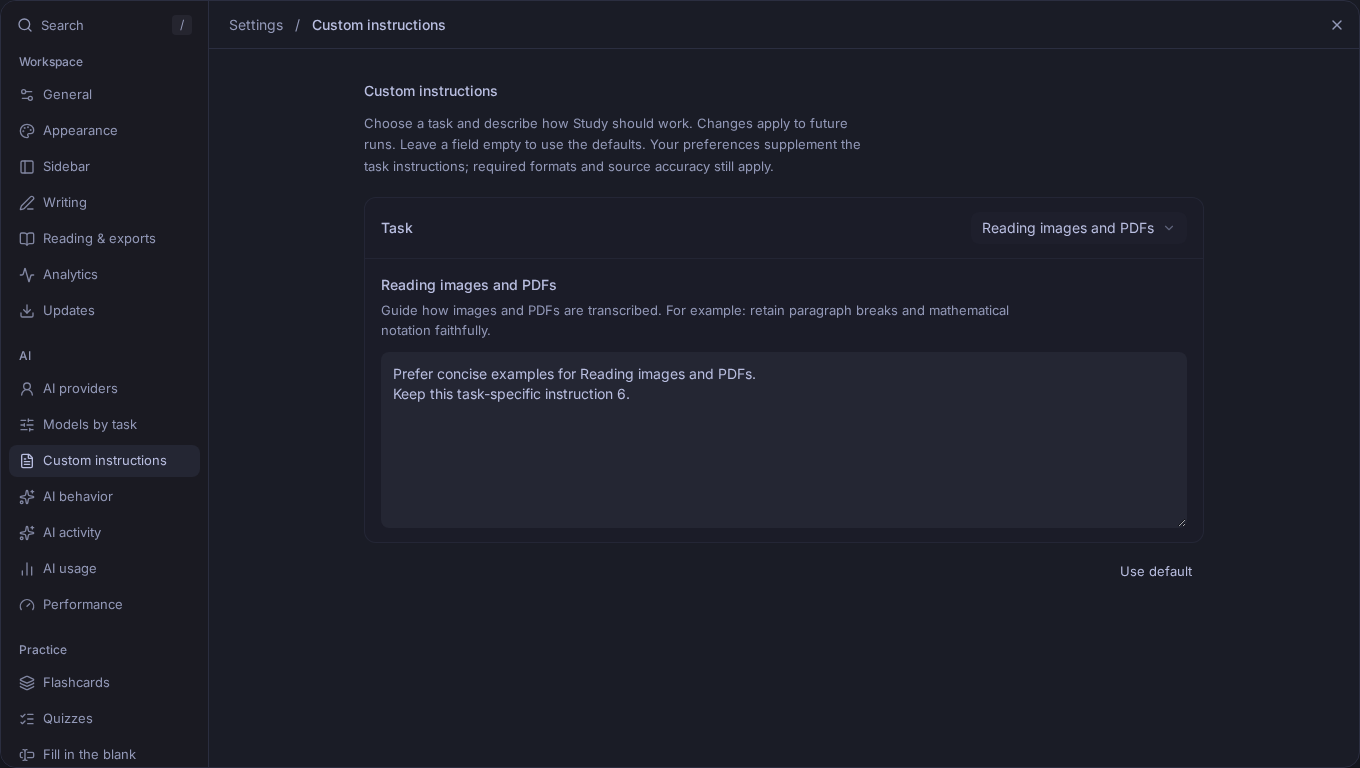 Search /
Workspace
General
Appearance
Sidebar
Writing
Reading & exports
Analytics
Updates
AI
AI providers
Models by task
Custom instructions
AI behavior
AI activity
AI usage
Performance
Practice
Flashcards
Quizzes
Fill in the blank
Settings / Custom instructions
Custom instructions
Choose a task and describe how Study should work. Changes apply to future
runs. Leave a field empty to use the defaults. Your preferences supplement the
task instructions; required formats and source accuracy still apply.
Task
Reading images and PDFs
Reading images and PDFs
Guide how images and PDFs are transcribed. For example: retain paragraph breaks and mathematical
notation faithfully.
Prefer concise examples for Reading images and PDFs.
Keep this task-specific instruction 6.
Use default